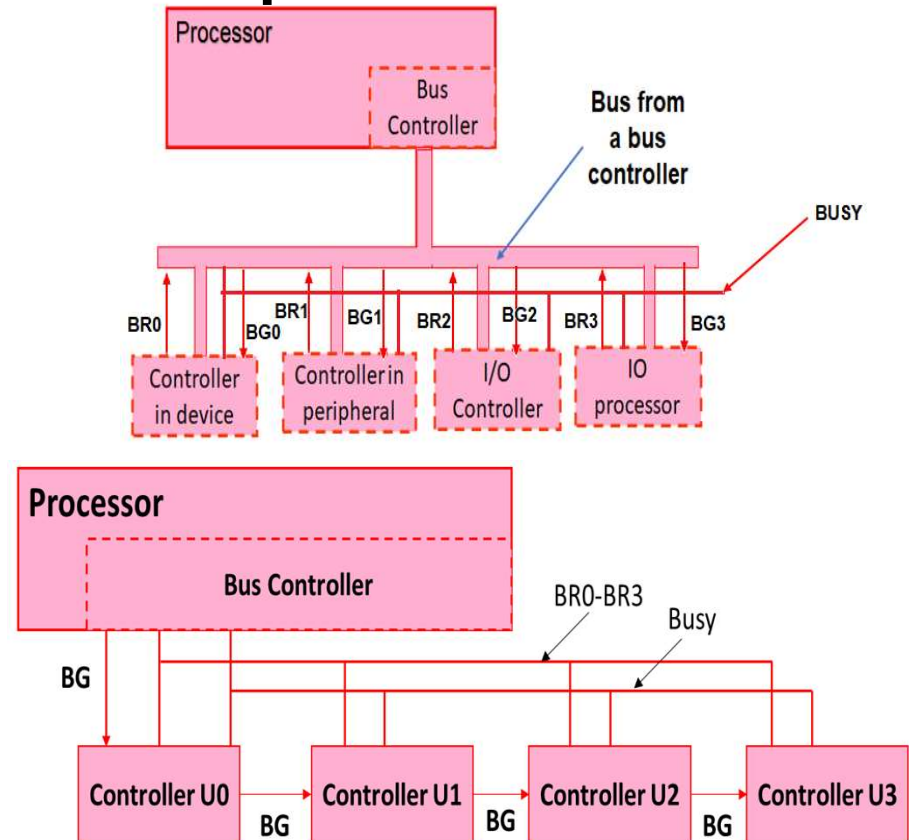 Processor
Bus
Controller
Bus from
a bus
controller
BUSY
BR0
BG0
BR1
BG1
BR2
BG2
BR3
BG3
Controller
in device
Controller in
peripheral
I/O
Controller
IO
processor
Processor
Bus Controller
BR0-BR3
Busy
BG
Controller U0
Controller U1
Controller U2
Controller U3
BG
BG
BG